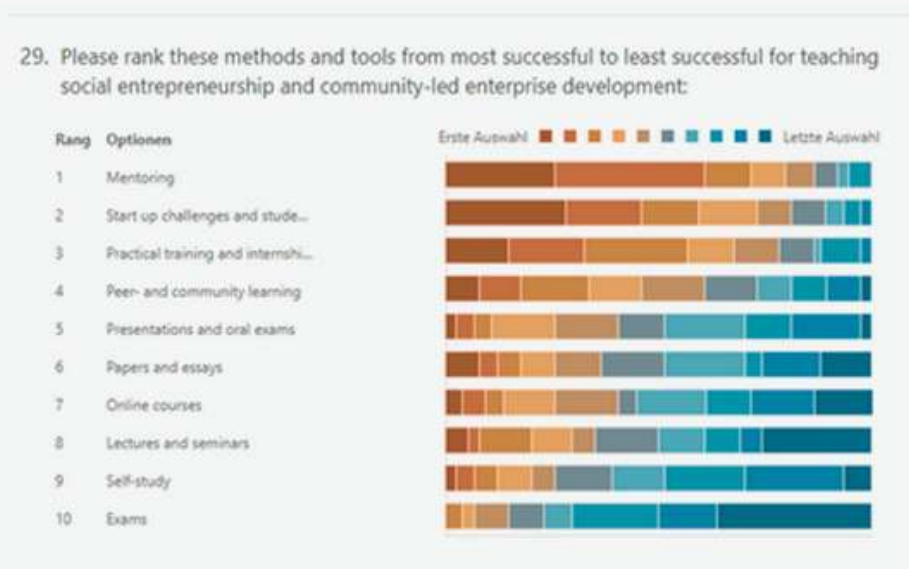 29. Please rank these methods and tools from most successful to least successful for teaching
social entrepreneurship and community-led enterprise development:
Rang Optionen Erste Auswahl Letzte Auswahl
1 Mentoring
2 Start up challenges and stude...
3 Practical training and internshi...
4 Peer- and community learning
5 Presentations and oral exams
6 Papers and essays
7 Online courses
8 Lectures and seminars
9 Self-study
10 Exams